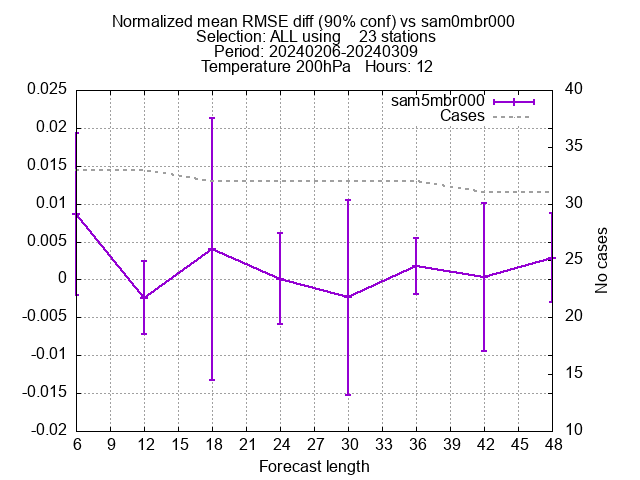 Normalized mean RMSE diff (90% conf) vs sam0mbr000
Selection: ALL using    23 stations
Period: 20240206-20240309
Temperature 200hPa   Hours: 12
sam5mbr000
Cases
0.025
0.02
0.015
0.01
0.005
0
-0.005
-0.01
-0.015
-0.02
40
35
30
25
20
15
10
No cases
6 9 12 15 18 21 24 27 30 33 36 39 42 45 48
Forecast length